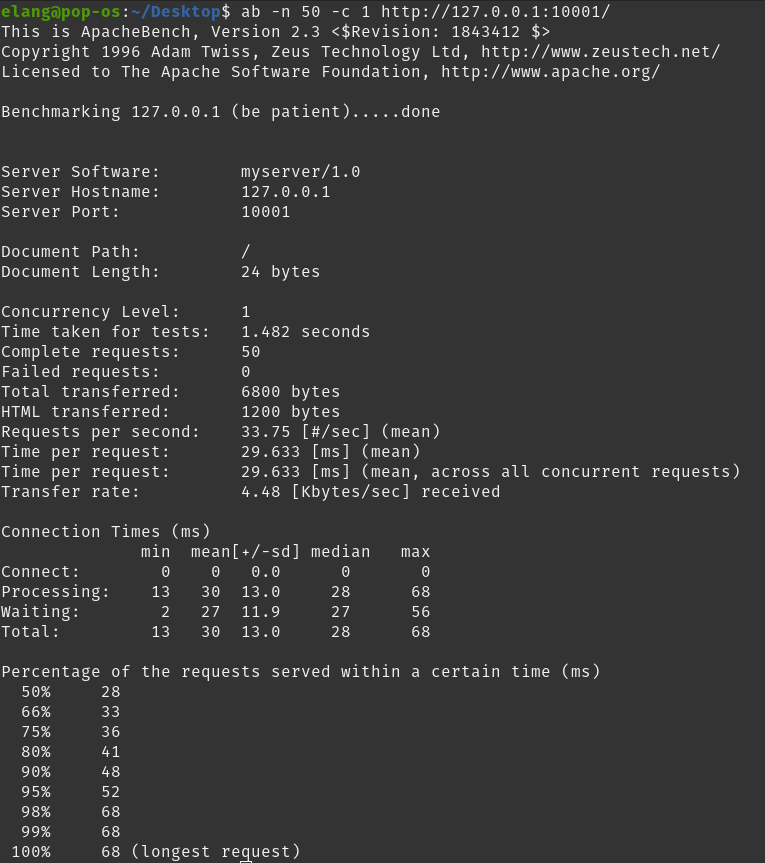 elang@pop-os:~/Desktop$ ab -n 50 -c 1 http://127.0.0.1:10001/
This is ApacheBench, Version 2.3 <$Revision: 1843412 $>
Copyright 1996 Adam Twiss, Zeus Technology Ltd, http://www.zeustech.net/
Licensed to The Apache Software Foundation, http://www.apache.org/

Benchmarking 127.0.0.1 (be patient).....done


Server Software:        myserver/1.0
Server Hostname:        127.0.0.1
Server Port:            10001

Document Path:          /
Document Length:        24 bytes

Concurrency Level:      1
Time taken for tests:   1.482 seconds
Complete requests:      50
Failed requests:        0
Total transferred:      6800 bytes
HTML transferred:       1200 bytes
Requests per second:    33.75 [#/sec] (mean)
Time per request:       29.633 [ms] (mean)
Time per request:       29.633 [ms] (mean, across all concurrent requests)
Transfer rate:          4.48 [Kbytes/sec] received

Connection Times (ms)
              min  mean[+/-sd] median   max
Connect:        0    0   0.0      0       0
Processing:    13   30  13.0     28      68
Waiting:        2   27  11.9     27      56
Total:         13   30  13.0     28      68

Percentage of the requests served within a certain time (ms)
  50%     28
  66%     33
  75%     36
  80%     41
  90%     48
  95%     52
  98%     68
  99%     68
 100%     68 (longest request)